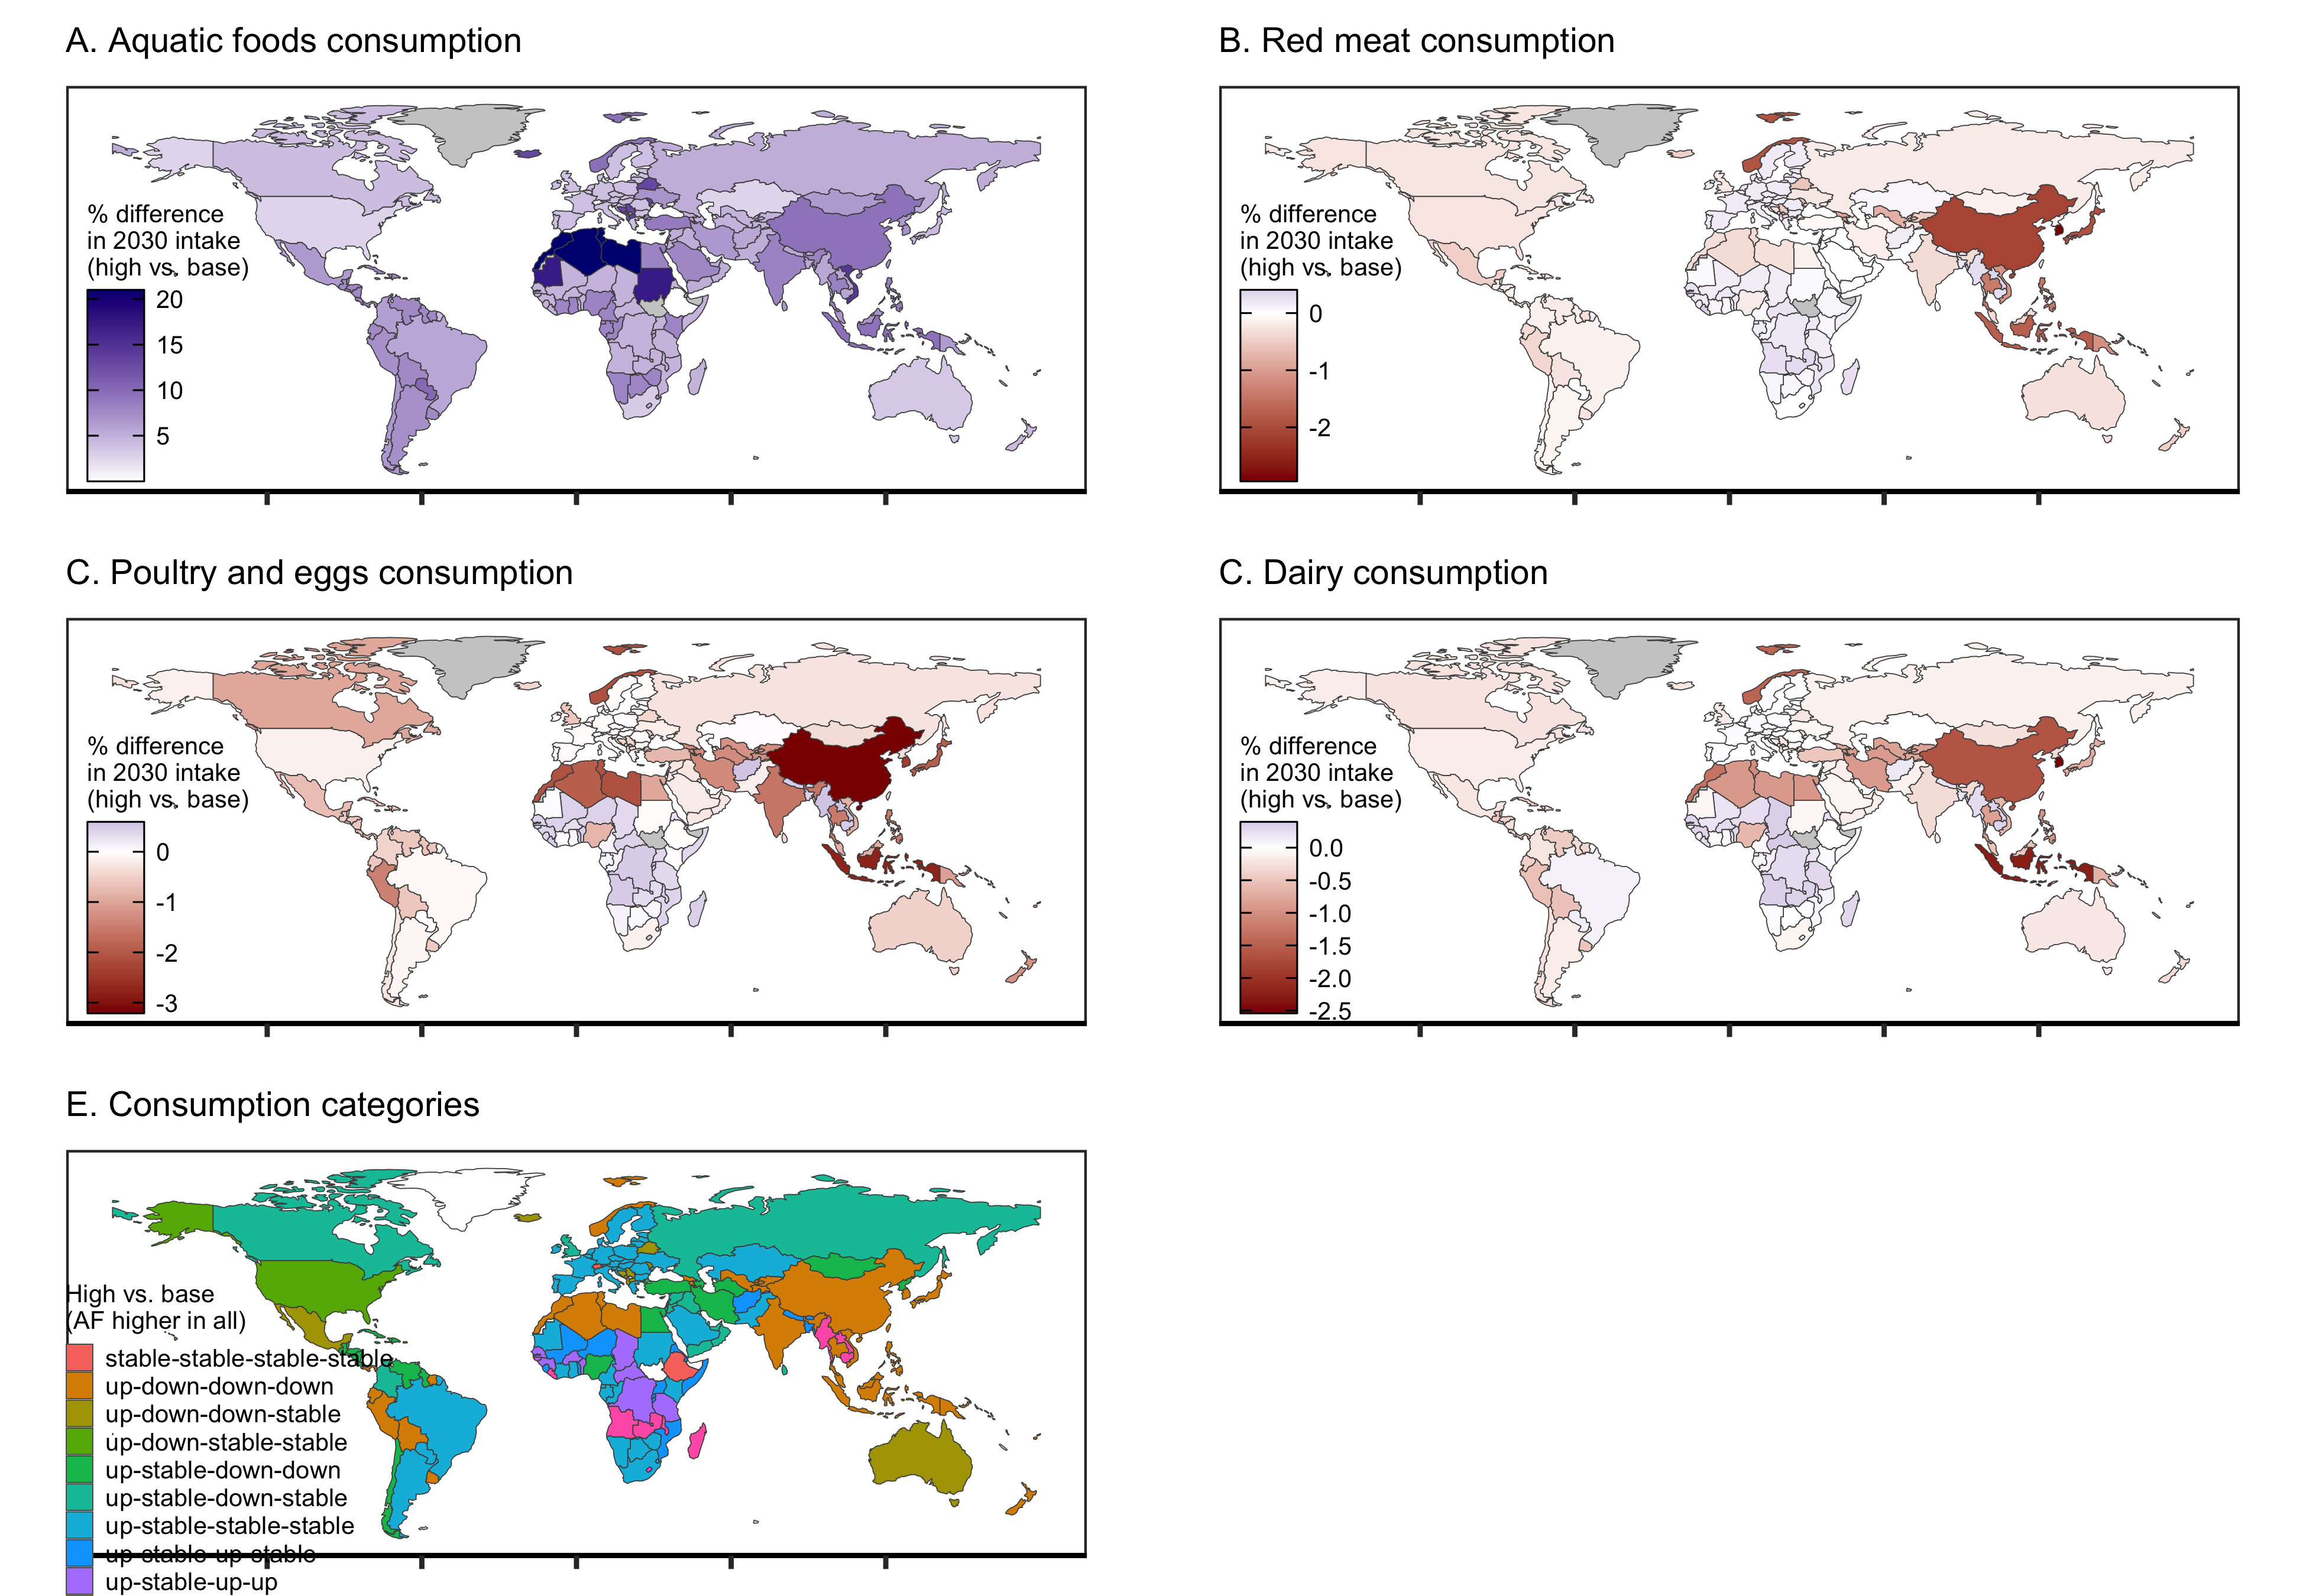 A. Aquatic foods consumption
% difference
in 2030 intake
(high vs. base)
20
15
10
5
B. Red meat consumption
% difference
in 2030 intake
(high vs. base)
0
-1
-2
C. Poultry and eggs consumption
% difference
in 2030 intake
(high vs. base)
0
-1
-2
-3
C. Dairy consumption
% difference
in 2030 intake
(high vs. base)
0.0
-0.5
-1.0
-1.5
-2.0
-2.5
E. Consumption categories
High vs. base
(AF higher in all)
stable-stable-stable-stable
up-down-down-down
up-down-down-stable
up-down-stable-stable
up-stable-down-down
up-stable-down-stable
up-stable-stable-stable
up-stable-up-stable
up-stable-up-up